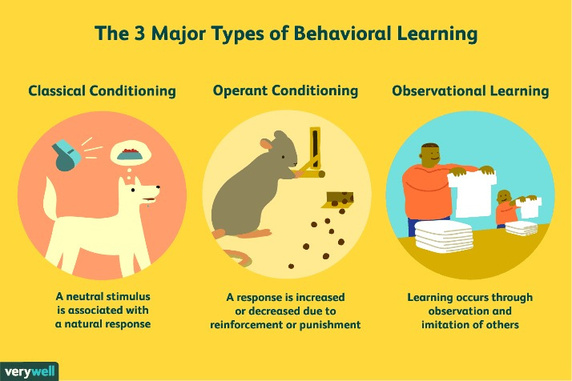 The 3 Major Types of Behavioral Learning
Classical Conditioning
A neutral stimulus
is associated with
a natural response
Operant Conditioning
A response is increased
or decreased due to
reinforcement or punishment
Observational Learning
Learning occurs through
observation and
imitation of others
verywell